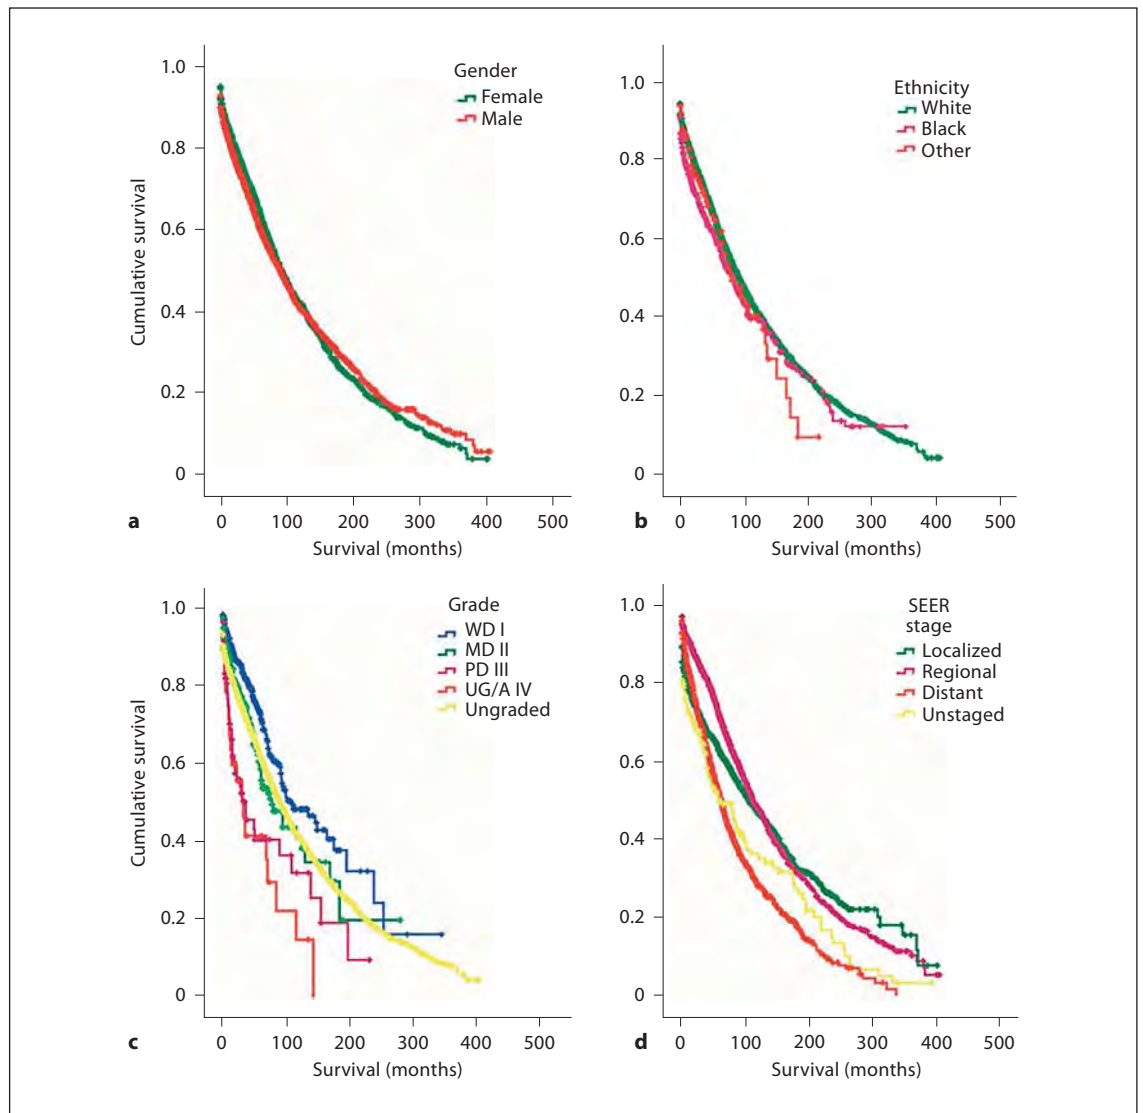 Gender
Female
Male
1.0
0.8
0.6
0.4
0.2
0
Cumulative survival
0 100 200 300 400 500
Survival (months)
a
Ethnicity
White
Black
Other
1.0
0.8
0.6
0.4
0.2
0
0 100 200 300 400 500
Survival (months)
b
Grade
WD I
MD II
PD III
UG/A IV
Ungraded
1.0
0.8
0.6
0.4
0.2
0
Cumulative survival
0 100 200 300 400 500
Survival (months)
c
SEER
stage
Localized
Regional
Distant
Unstaged
1.0
0.8
0.6
0.4
0.2
0
0 100 200 300 400 500
Survival (months)
d